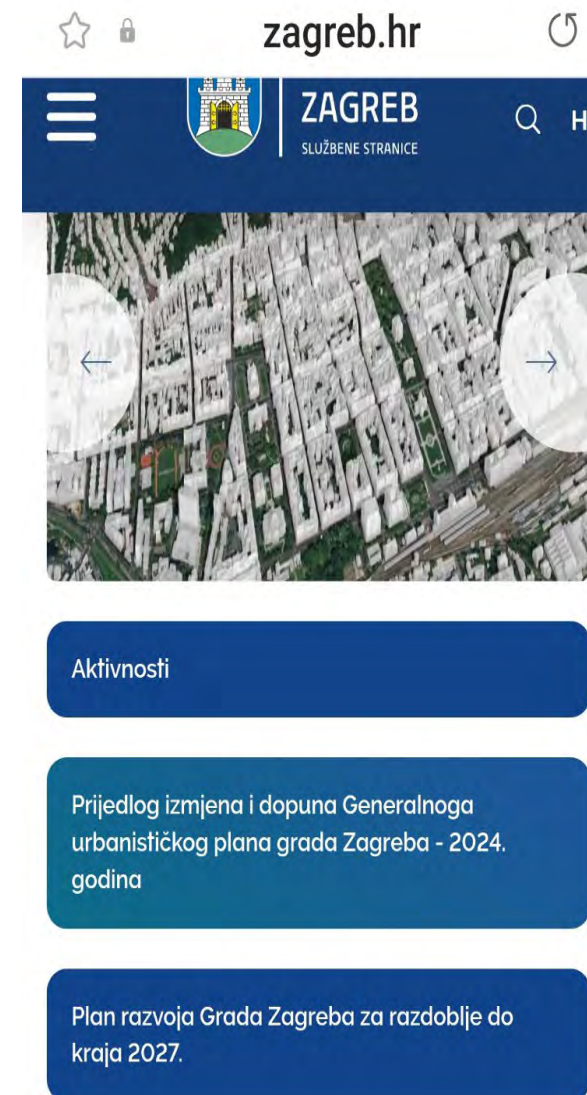 zagreb.hr
ZAGREB
SLUŽBENE STRANICE
H
Aktivnosti
Prijedlog izmjena i dopuna Generalnoga
urbanističkog plana grada Zagreba - 2024.
godina
Plan razvoja Grada Zagreba za razdoblje do
kraja 2027.